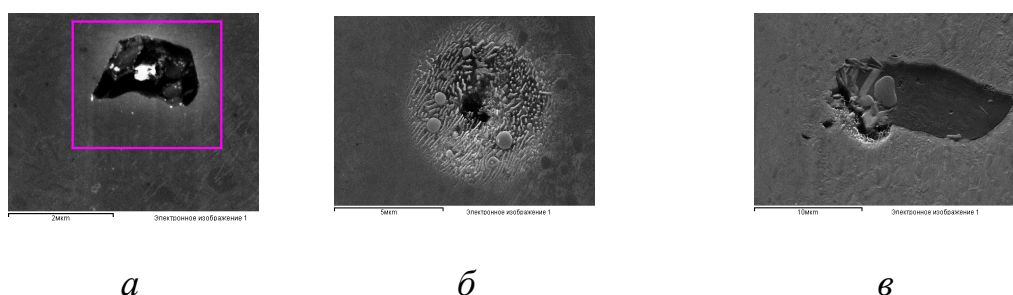 2мкm
Электронное изображение 1
5мкm
Электронное изображение 1
10мкm
Электронное изображение 1
а
б
в